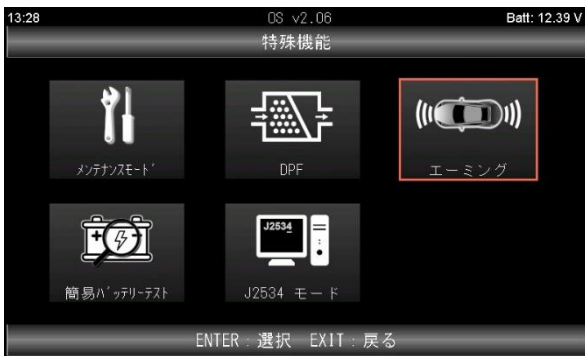 13:28 OS v2.06 Batt: 12.39 V
特殊機能
メンテナンスモード DPF エーミング
J2534
簡易バッテリーテスト J2534 モード
ENTER：選択 EXIT：戻る